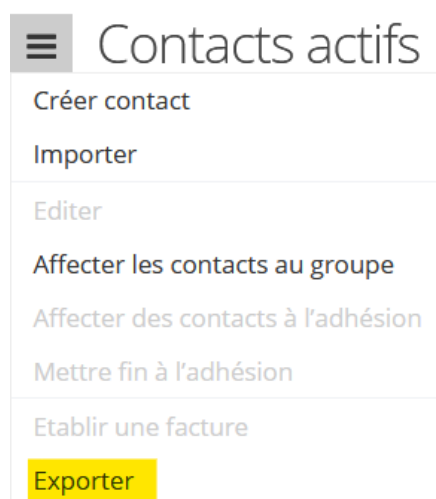 Contacts actifs
Créer contact
Importer
Editer
Affecter les contacts au groupe
Affecter des contacts à l’adhésion
Mettre fin à l’adhésion
Etablir une facture
Exporter